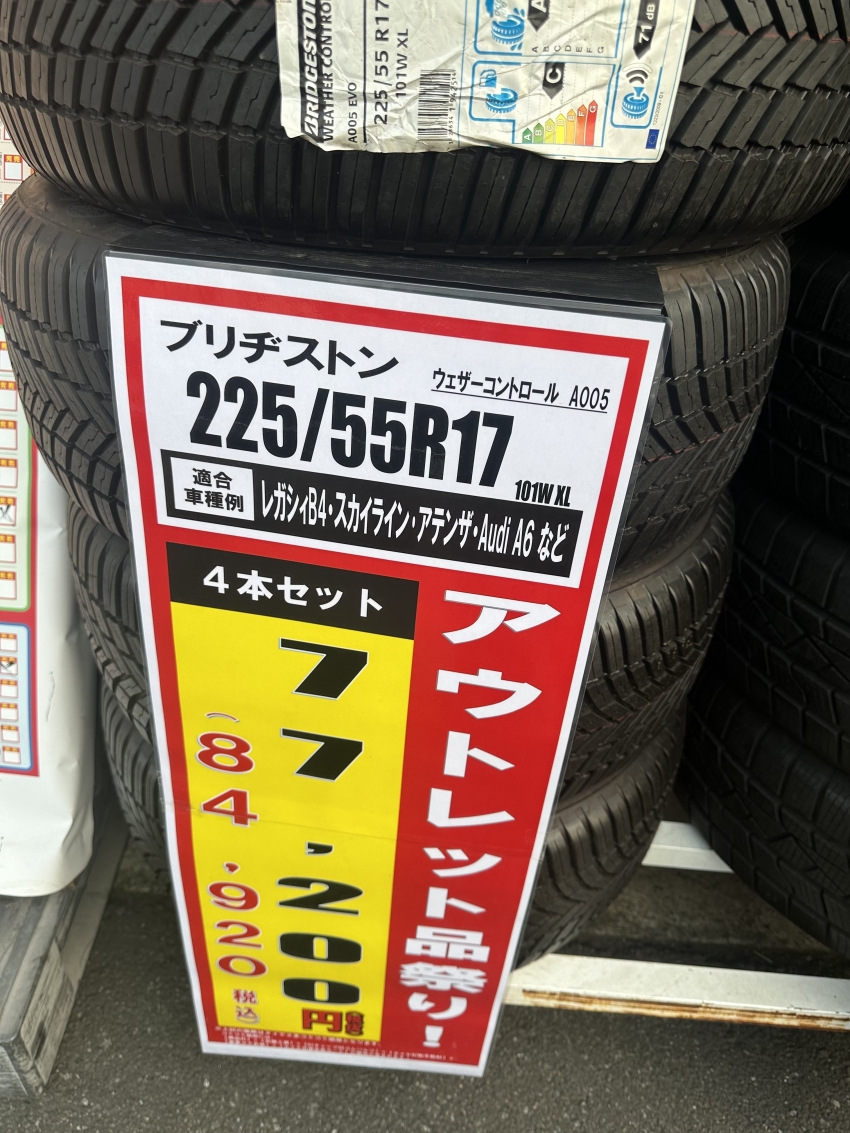 BRIDGESTONE
WEATHER CONTROL
A005 EVO
225/55 R17
101W XL
A
A B C D E F G
C
A B C D E F G
71 dB
ブリヂストン
ウェザーコントロール A005
225/55R17
101W XL
適合
車種例
レガシィB4・スカイライン・アテンザ・Audi A6 など
4本セット
77,200円
(84,920税込)
アウトレット品祭り!